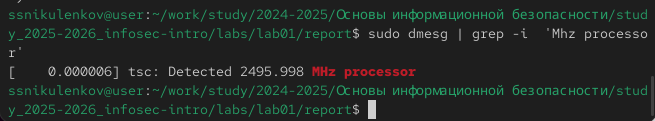 ssnikulenkov@user:~/work/study/2024-2025/Основы информационной безопасности/stud
y_2025-2026_infosec-intro/labs/lab01/report$ sudo dmesg | grep -i  'Mhz processo
r'
[    0.000006] tsc: Detected 2495.998 MHz processor
ssnikulenkov@user:~/work/study/2024-2025/Основы информационной безопасности/stud
y_2025-2026_infosec-intro/labs/lab01/report$